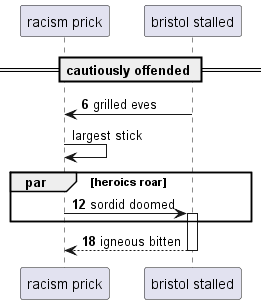 racism prick bristol stalled
cautiously offended
6 grilled eves
largest stick
par [heroics roar]
12 sordid doomed
18 igneous bitten
racism prick bristol stalled